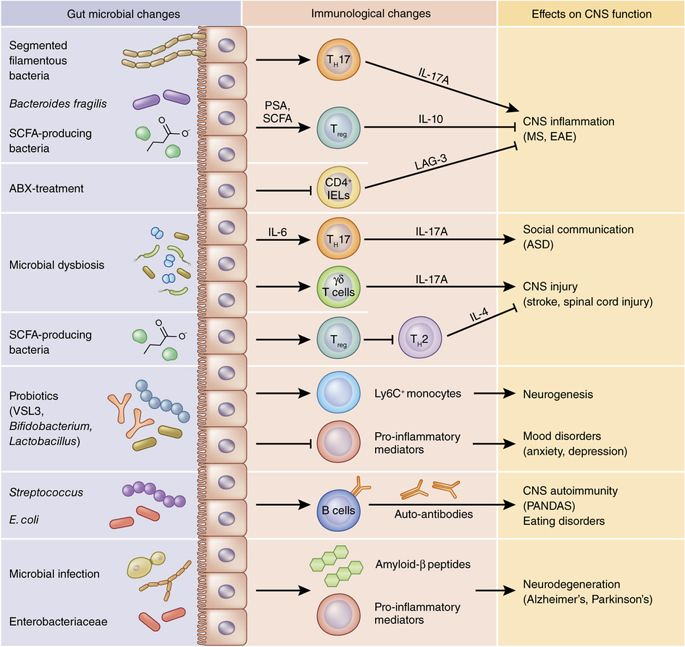 Gut microbial changes
Immunological changes
Effects on CNS function
Segmented
filamentous
bacteria
TH17
IL-17A
Bacteroides fragilis
SCFA-producing
bacteria
O
O-
PSA,
SCFA
Treg
IL-10
CNS inflammation
(MS, EAE)
ABX-treatment
CD4+
IELs
LAG-3
Microbial dysbiosis
IL-6
TH17
IL-17A
Social communication
(ASD)
γδ
T cells
IL-17A
CNS injury
(stroke, spinal cord injury)
SCFA-producing
bacteria
O
O-
Treg
TH2
IL-4
Probiotics
(VSL3,
Bifidobacterium,
Lactobacillus)
Ly6C+ monocytes
Neurogenesis
Pro-inflammatory
mediators
Mood disorders
(anxiety, depression)
Streptococcus
E. coli
B cells
Auto-antibodies
CNS autoimmunity
(PANDAS)
Eating disorders
Microbial infection
Enterobacteriaceae
Amyloid-β peptides
Pro-inflammatory
mediators
Neurodegeneration
(Alzheimer's, Parkinson's)